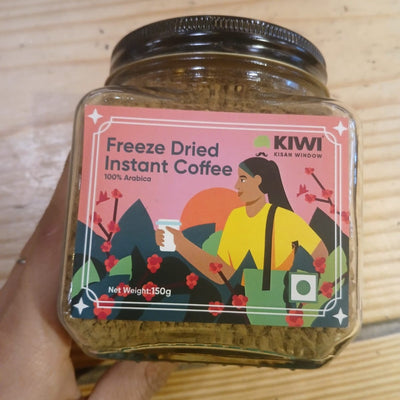 Freeze Dried
Instant Coffee
100% Arabica
KIWI
KISAN WINDOW
Net Weight:150g